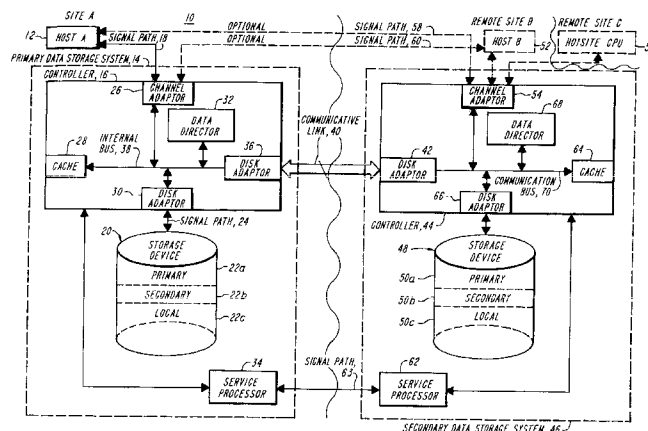 SITE A
10
HOST A
12
SIGNAL PATH, 18
OPTIONAL
SIGNAL PATH, 58
OPTIONAL
SIGNAL PATH, 60
REMOTE SITE B
HOST B
52
REMOTE SITE C
HOTSITE CPU
PRIMARY DATA STORAGE SYSTEM, 14
CONTROLLER, 16
26
CHANNEL ADAPTOR
32
DATA DIRECTOR
28
CACHE
INTERNAL BUS, 38
36
DISK ADAPTOR
30
DISK ADAPTOR
SIGNAL PATH, 24
COMMUNICATIVE LINK, 40
CHANNEL ADAPTOR
54
68
DATA DIRECTOR
42
DISK ADAPTOR
64
CACHE
66
DISK ADAPTOR
COMMUNICATION BUS, 70
CONTROLLER, 44
20
STORAGE DEVICE
PRIMARY
22a
SECONDARY
22b
LOCAL
22c
48
STORAGE DEVICE
50a
PRIMARY
50b
SECONDARY
50c
LOCAL
34
SERVICE PROCESSOR
SIGNAL PATH, 63
62
SERVICE PROCESSOR
SECONDARY DATA STORAGE SYSTEM, 46